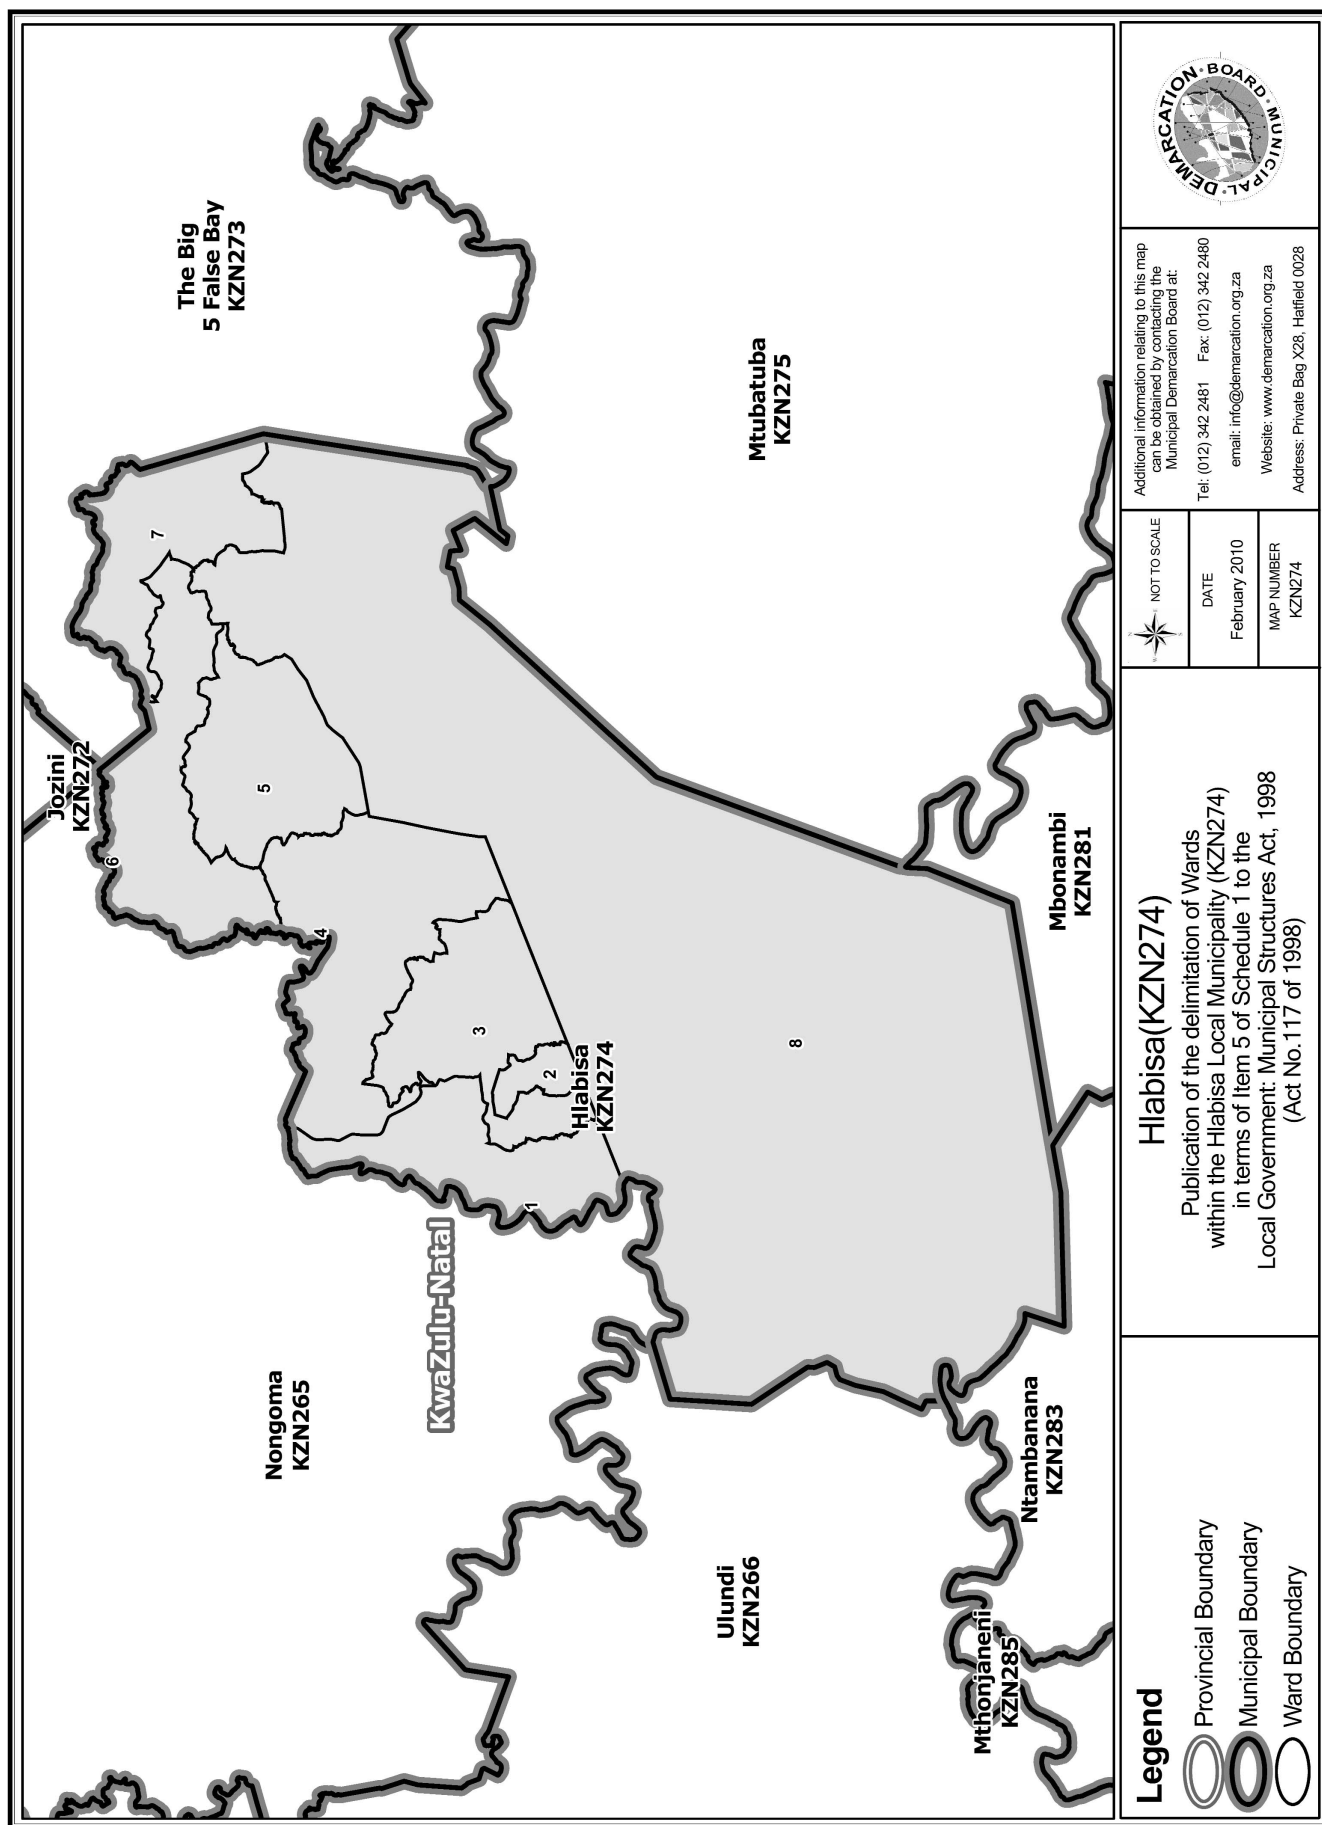 Jozini
KZN272
The Big
5 False Bay
KZN273
Nongoma
KZN265
KwaZulu-Natal
Hlabisa
KZN274
Mtubatuba
KZN275
Ulundi
KZN266
Mthonjaneni
KZN285
Ntambanana
KZN283
Mbonambi
KZN281
1
2
3
4
5
6
7
8
Legend
Provincial Boundary
Municipal Boundary
Ward Boundary
Hlabisa(KZN274)
Publication of the delimitation of Wards
within the Hlabisa Local Municipality (KZN274)
in terms of Item 5 of Schedule 1 to the
Local Government: Municipal Structures Act, 1998
(Act No.117 of 1998)
NOT TO SCALE
DATE
February 2010
MAP NUMBER
KZN274
Additional information relating to this map
can be obtained by contacting the
Municipal Demarcation Board at:
Tel: (012) 342 2481 Fax: (012) 342 2480
email: info@demarcation.org.za
Website: www.demarcation.org.za
Address: Private Bag X28, Hatfield 0028
MUNICIPAL · DEMARCATION · BOARD ·